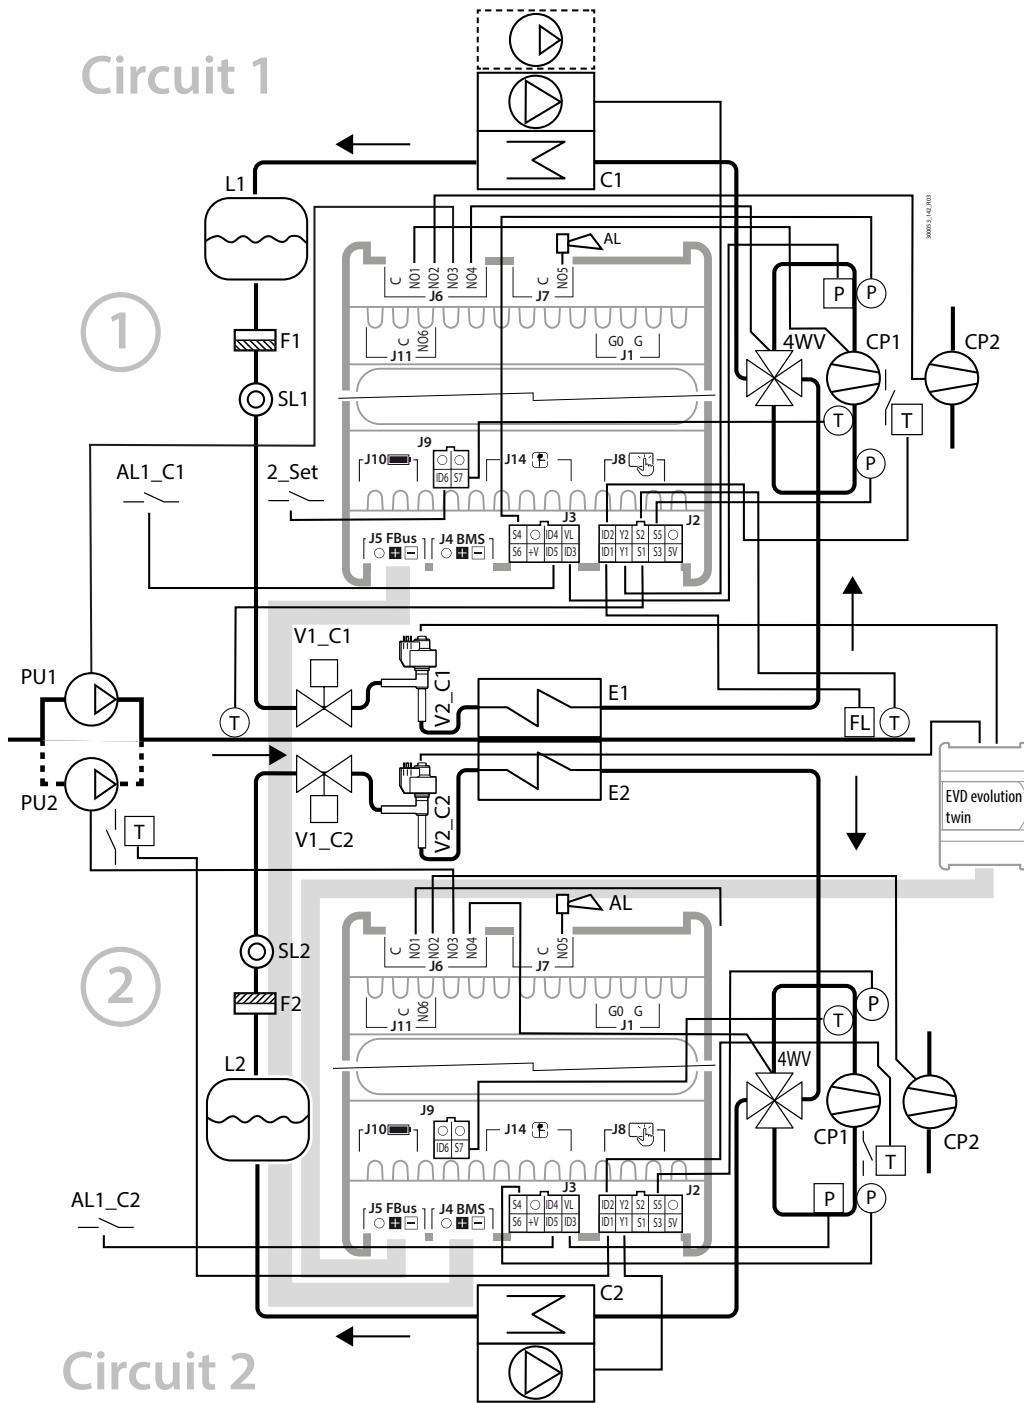 Circuit 1
C1
L1
300053_142_R03
AL
C
NO1
NO2
NO3
NO4
J6
C
NO5
J7
P
P
1
F1
C
NO6
J11
G0 G
J1
4WV
CP1
CP2
SL1
T
T
J9
J10
J14
J8
ID6 S7
P
AL1_C1
2_Set
J3
J2
S4 ID4 VL
S6 +V ID5 ID3
ID2 Y2 S2 S5
ID1 Y1 S1 S3 5V
J5 FBus
J4 BMS
V1_C1
V2_C1
PU1
T
E1
FL
T
PU2
T
V1_C2
V2_C2
E2
EVD evolution
twin
AL
C
NO1
NO2
NO3
NO4
J6
C
NO5
J7
SL2
2
F2
P
T
C
NO6
J11
G0 G
J1
4WV
L2
J9
J10
J14
J8
ID6 S7
CP1
CP2
T
P
P
AL1_C2
J3
J2
S4 ID4 VL
S6 +V ID5 ID3
ID2 Y2 S2 S5
ID1 Y1 S1 S3 5V
J5 FBus
J4 BMS
C2
Circuit 2